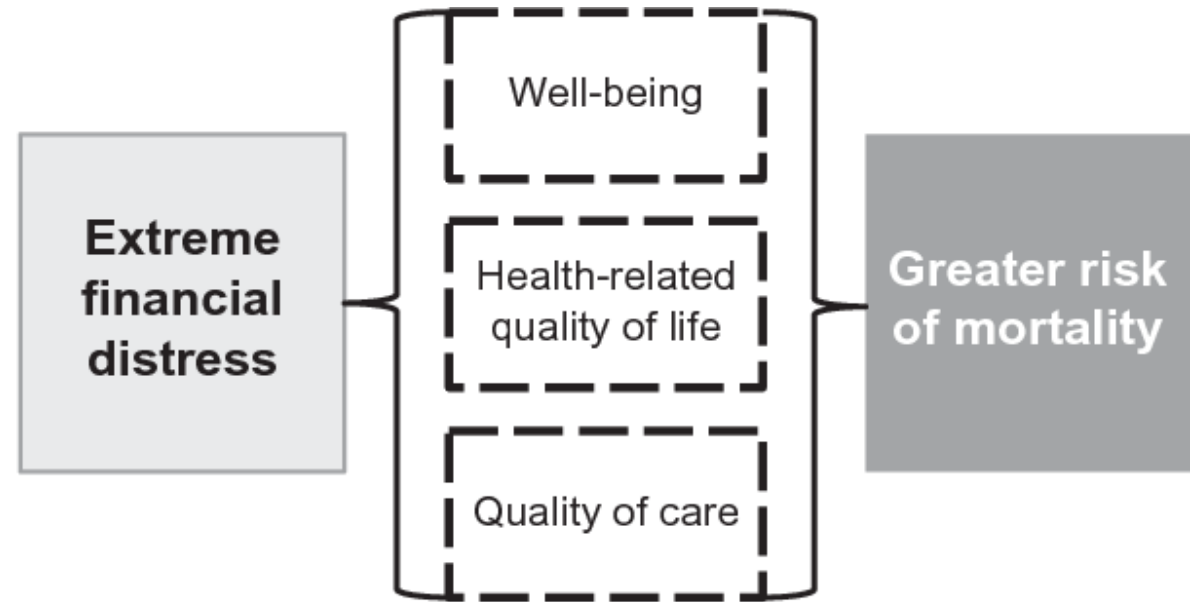 Extreme
financial
distress
Well-being
Health-related
quality of life
Quality of care
Greater risk
of mortality